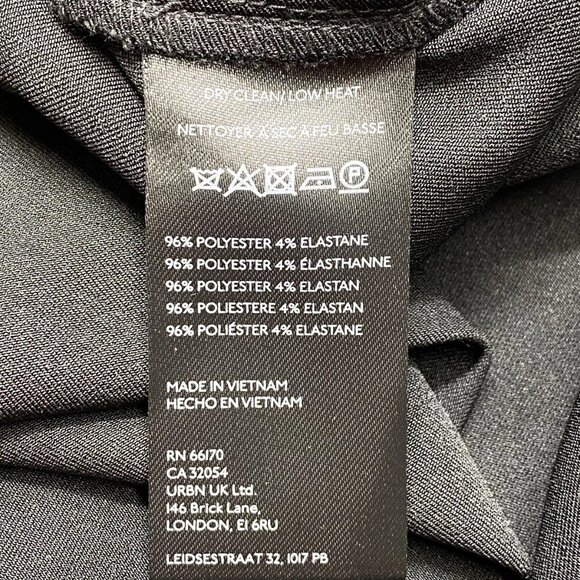 DRY CLEAN/ LOW HEAT
NETTOYER À SEC À FEU BASSE
P
96% POLYESTER 4% ELASTANE
96% POLYESTER 4% ÉLASTHANNE
96% POLYESTER 4% ELASTAN
96% POLIESTERE 4% ELASTAN
96% POLIÉSTER 4% ELASTANE
MADE IN VIETNAM
HECHO EN VIETNAM
RN 66170
CA 32054
URBN UK Ltd.
146 Brick Lane,
LONDON, E1 6RU
LEIDSESTRAAT 32, 1017 PB